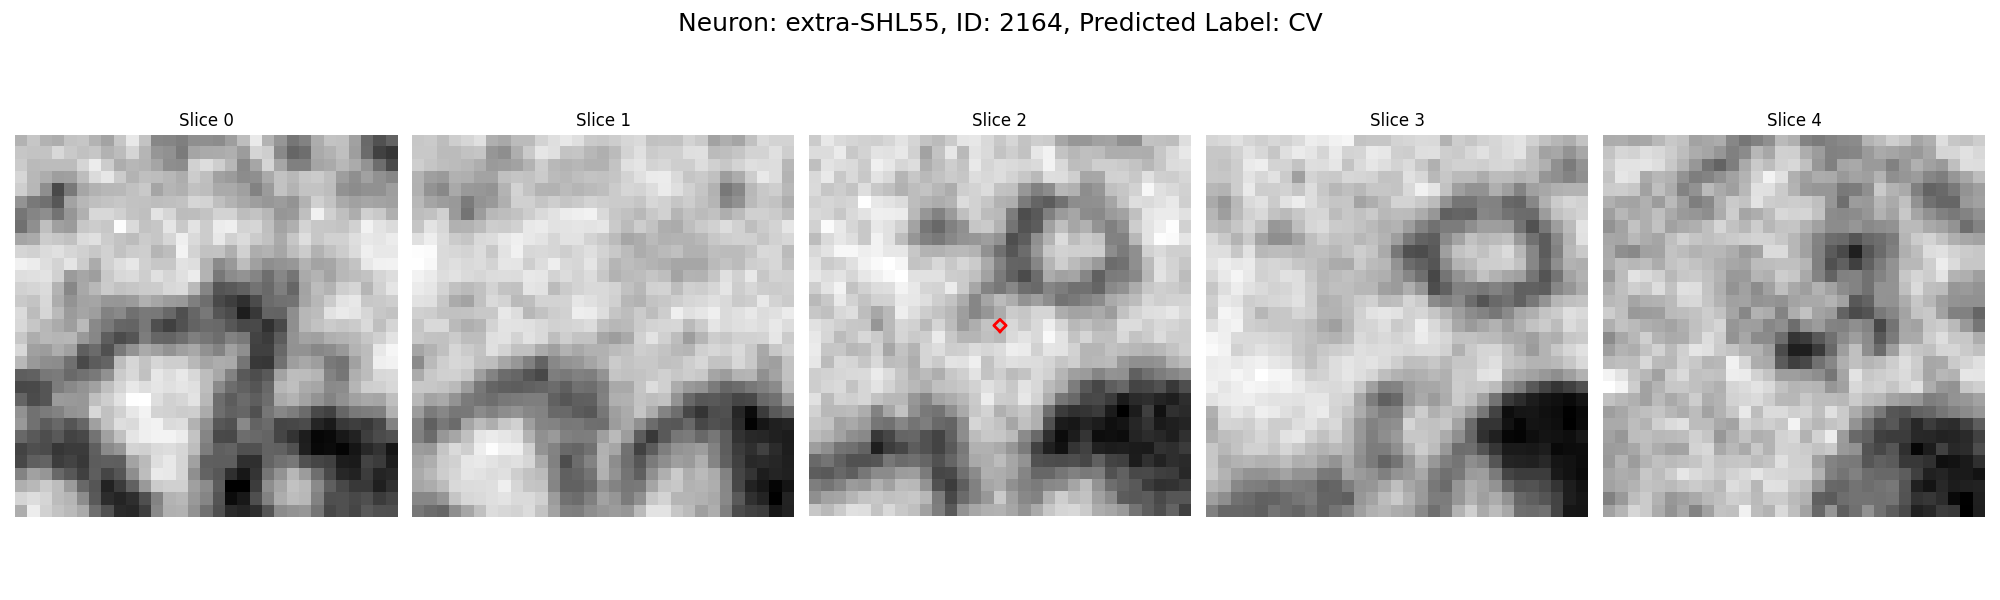 Neuron: extra-SHL55, ID: 2164, Predicted Label: CV
Slice 0
Slice 1
Slice 2
Slice 3
Slice 4